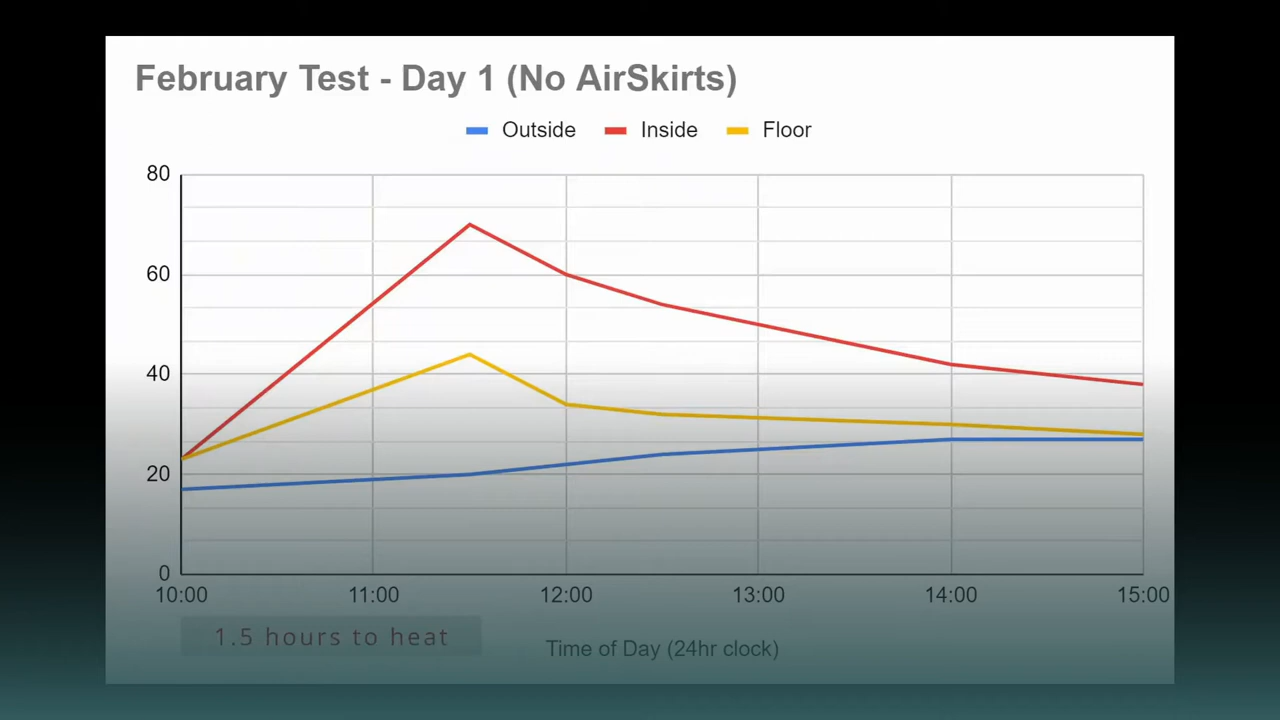 February Test - Day 1 (No AirSkirts)
Outside Inside Floor
80
60
40
20
0
10:00 11:00 12:00 13:00 14:00 15:00
1.5 hours to heat
Time of Day (24hr clock)